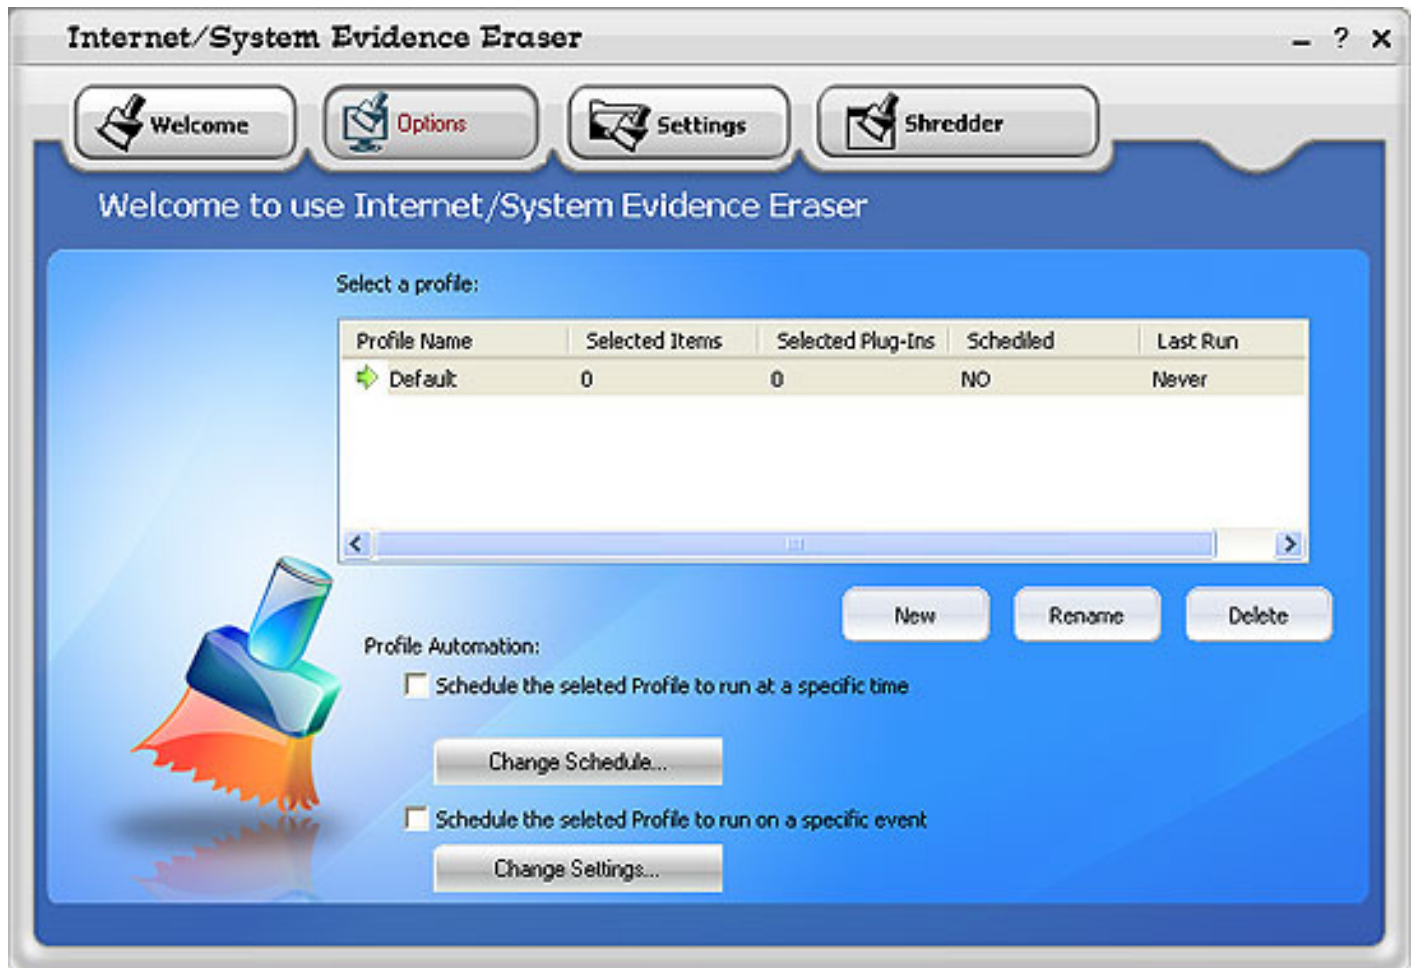 Internet/System Evidence Eraser
? 
Welcome Options Settings Shredder
Welcome to use Internet/System Evidence Eraser
Select a profile:
Profile Name Selected Items Selected Plug-Ins Schediled Last Run
Default 0 0 NO Never
New Rename Delete
Profile Automation:
Schedule the seleted Profile to run at a specific time
Change Schedule...
Schedule the seleted Profile to run on a specific event
Change Settings...